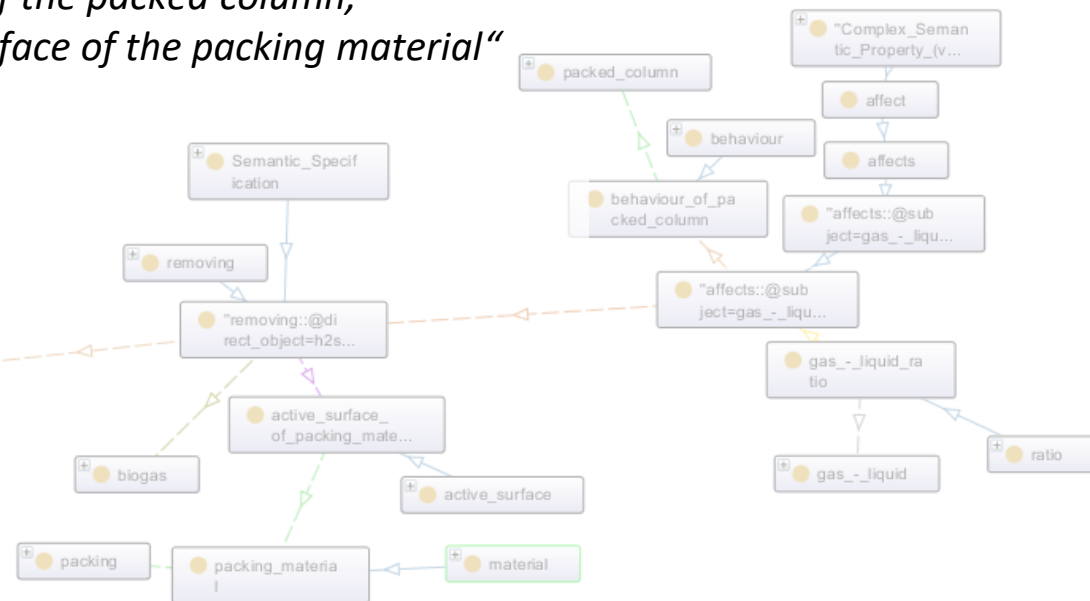 of the packed column,
face of the packing material“
"Complex_Seman
tic_Property_(v...
packed_column
affect
behaviour
affects
Semantic_Specif
ication
behaviour_of_pa
cked_column
"affects::@sub
ject=gas_-_liqu...
removing
"affects::@sub
ject=gas_-_liqu...
"removing::@di
rect_object=h2s...
gas_-_liquid_ra
tio
active_surface_
of_packing_mate...
ratio
biogas
gas_-_liquid
active_surface
packing
packing_materia
l
material